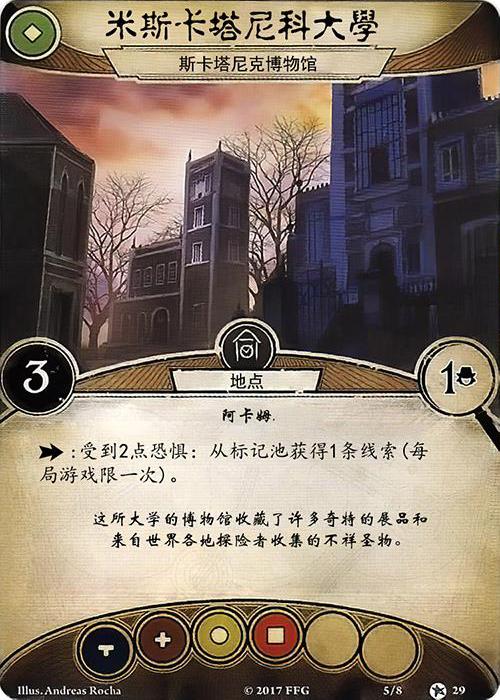 米斯卡塔尼科大學
斯卡塔尼克博物馆
3
地点
1
阿卡姆.
:受到2点恐惧：从标记池获得1条线索(每
局游戏限一次)。
这所大学的博物馆收藏了许多奇特的展品和
来自世界各地探险者收集的不祥圣物。
Illus. Andreas Rocha
© 2017 FFG
5/8
29